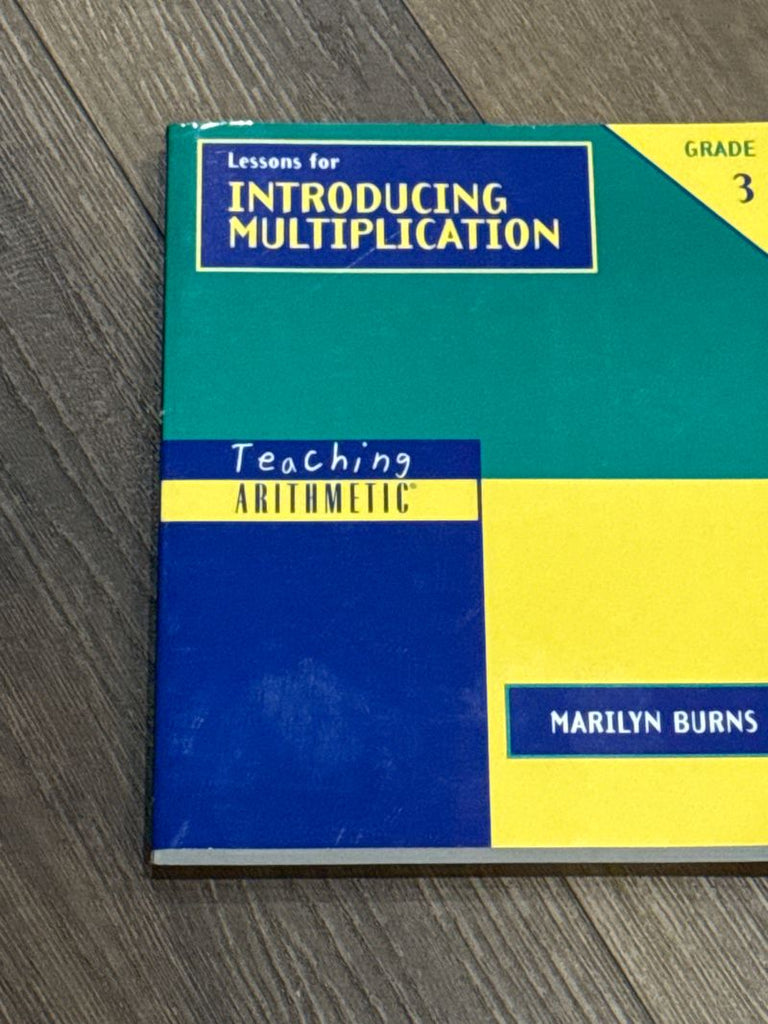 Lessons for
INTRODUCING
MULTIPLICATION
GRADE
3
Teaching
ARITHMETIC®
MARILYN BURNS